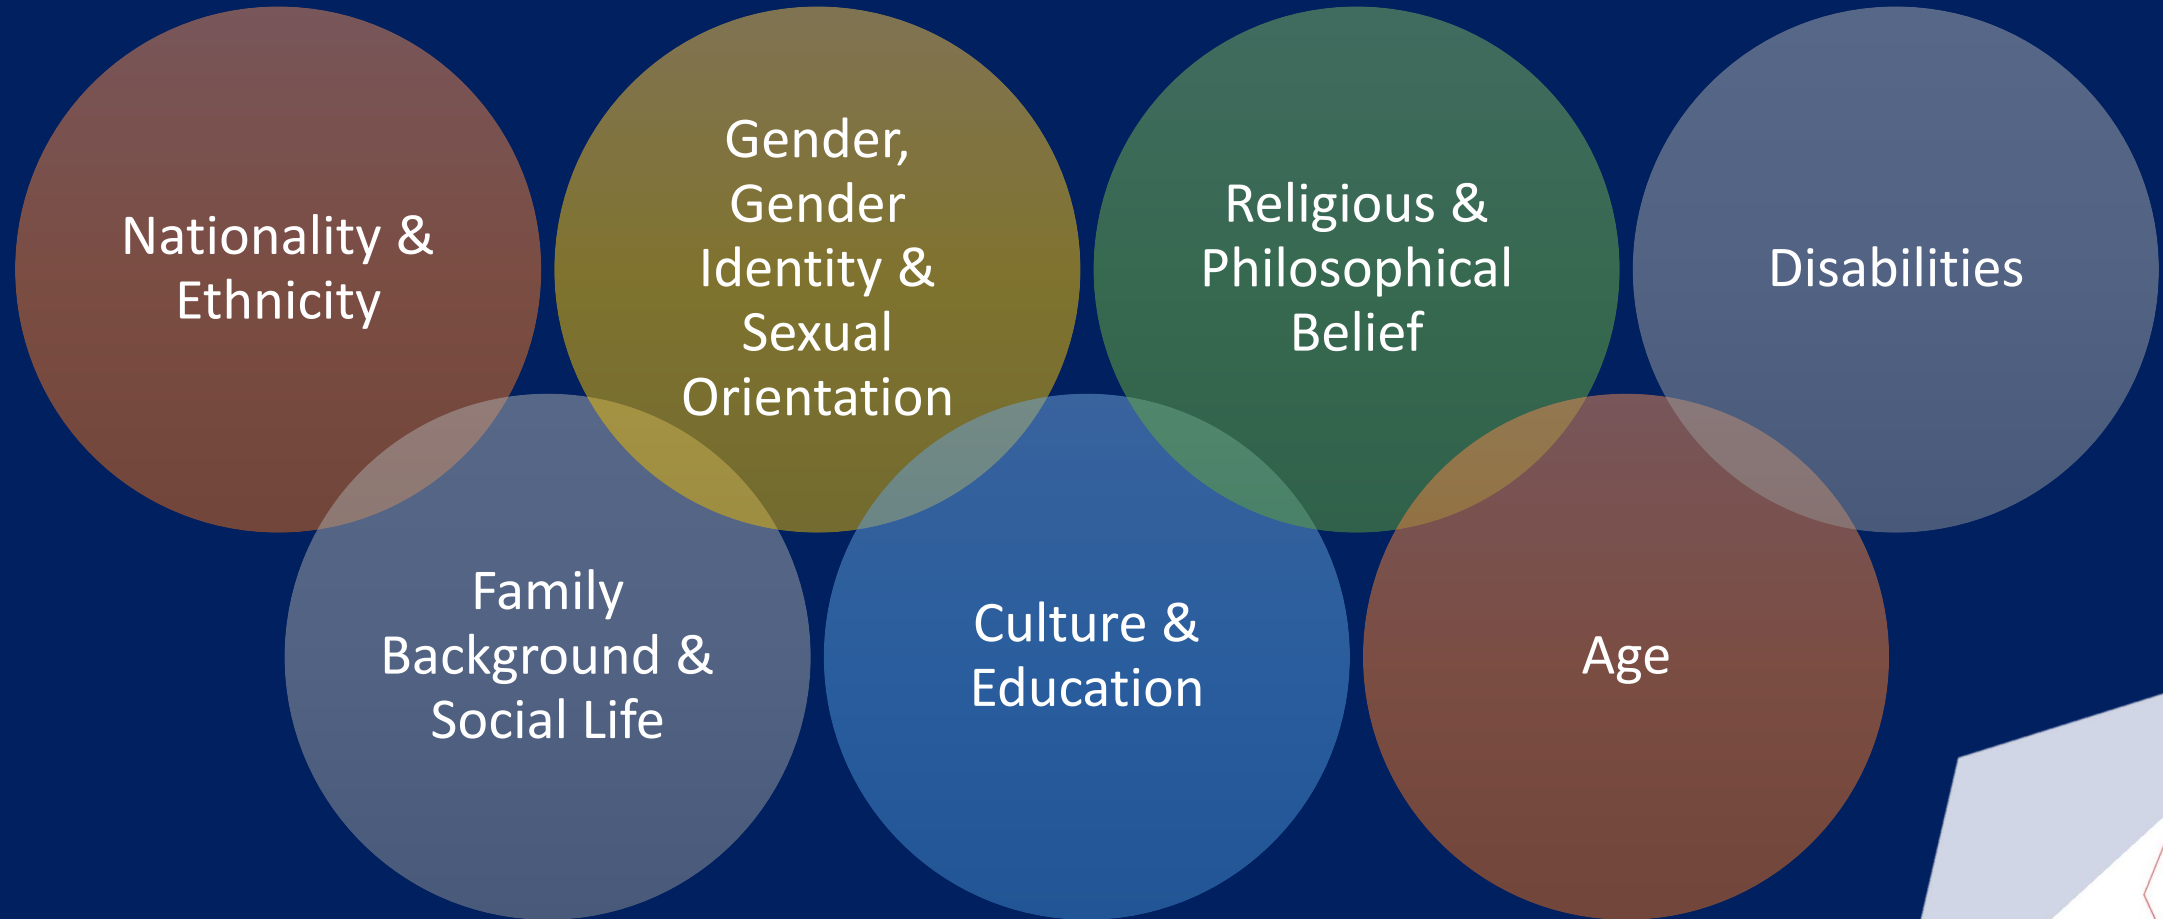 Nationality &
Ethnicity
Gender,
Gender
Identity &
Sexual
Orientation
Religious &
Philosophical
Belief
Disabilities
Family
Background &
Social Life
Culture &
Education
Age